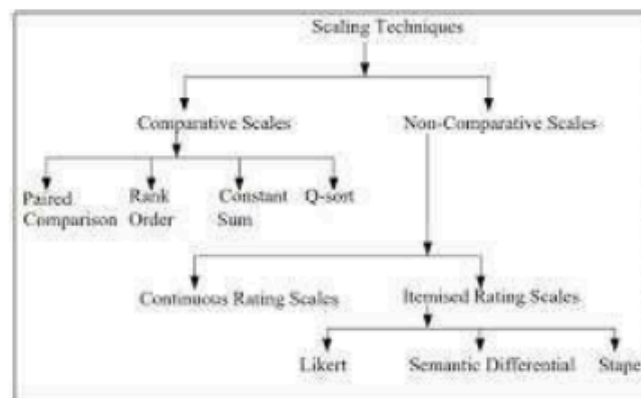 Scaling Techniques
Comparative Scales
Non-Comparative Scales
Paired
Comparison
Rank
Order
Constant
Sum
Q-sort
Continuous Rating Scales
Itemised Rating Scales
Likert
Semantic Differential
Stape